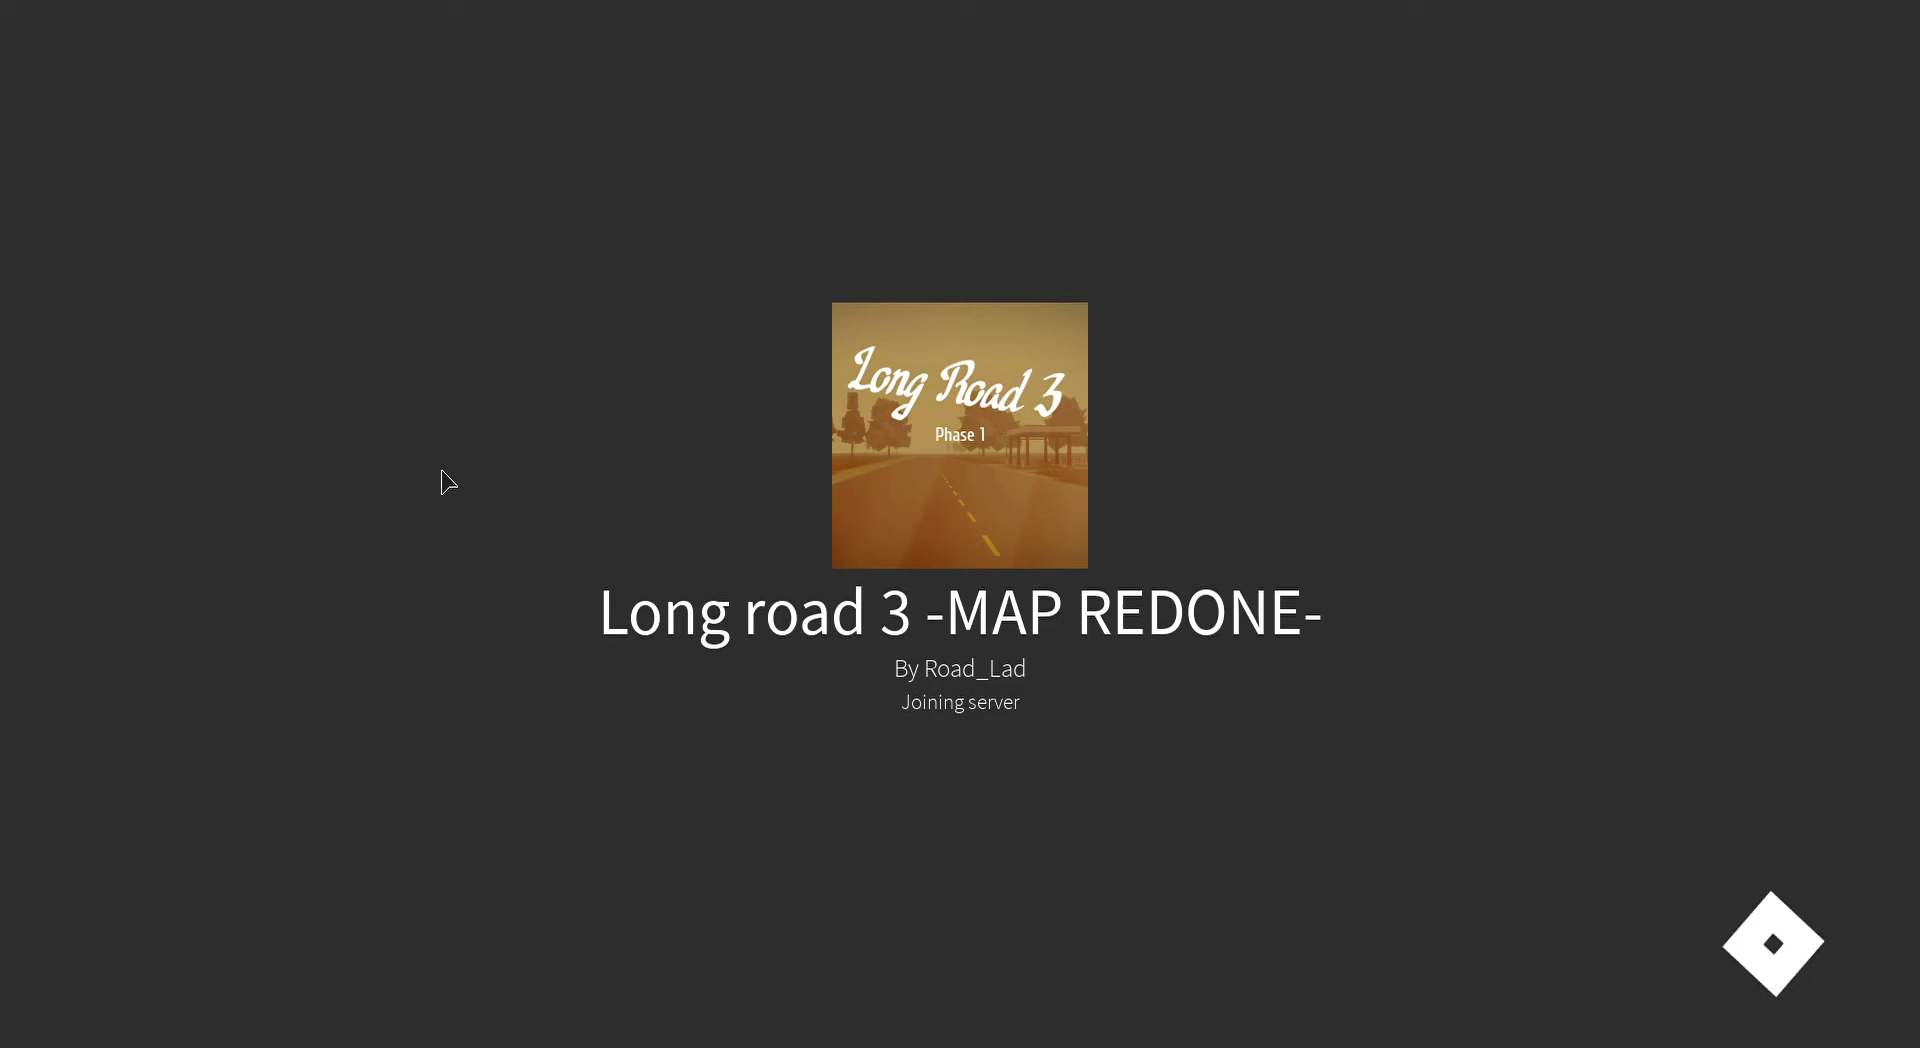 Long Road 3
Phase 1
Long road 3 -MAP REDONE-
By Road_Lad
Joining server